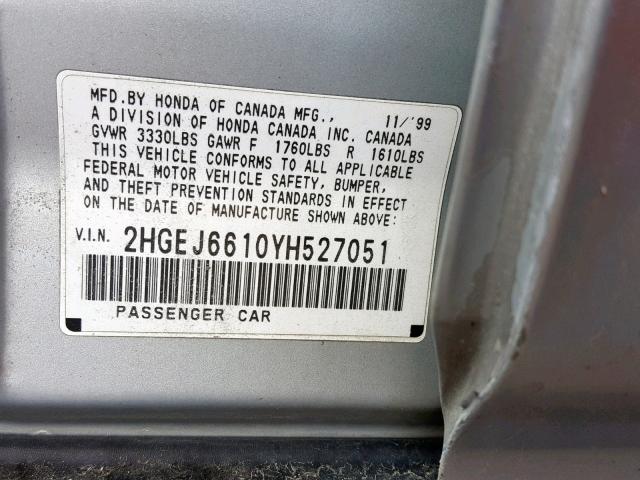 MFD.BY HONDA OF CANADA MFG., 11/'99
A DIVISION OF HONDA CANADA INC. CANADA
GVWR 3330LBS GAWR F 1760LBS R 1610LBS
THIS VEHICLE CONFORMS TO ALL APPLICABLE
FEDERAL MOTOR VEHICLE SAFETY, BUMPER,
AND THEFT PREVENTION STANDARDS IN EFFECT
ON THE DATE OF MANUFACTURE SHOWN ABOVE:
V.I.N. 2HGEJ6610YH527051
PASSENGER CAR